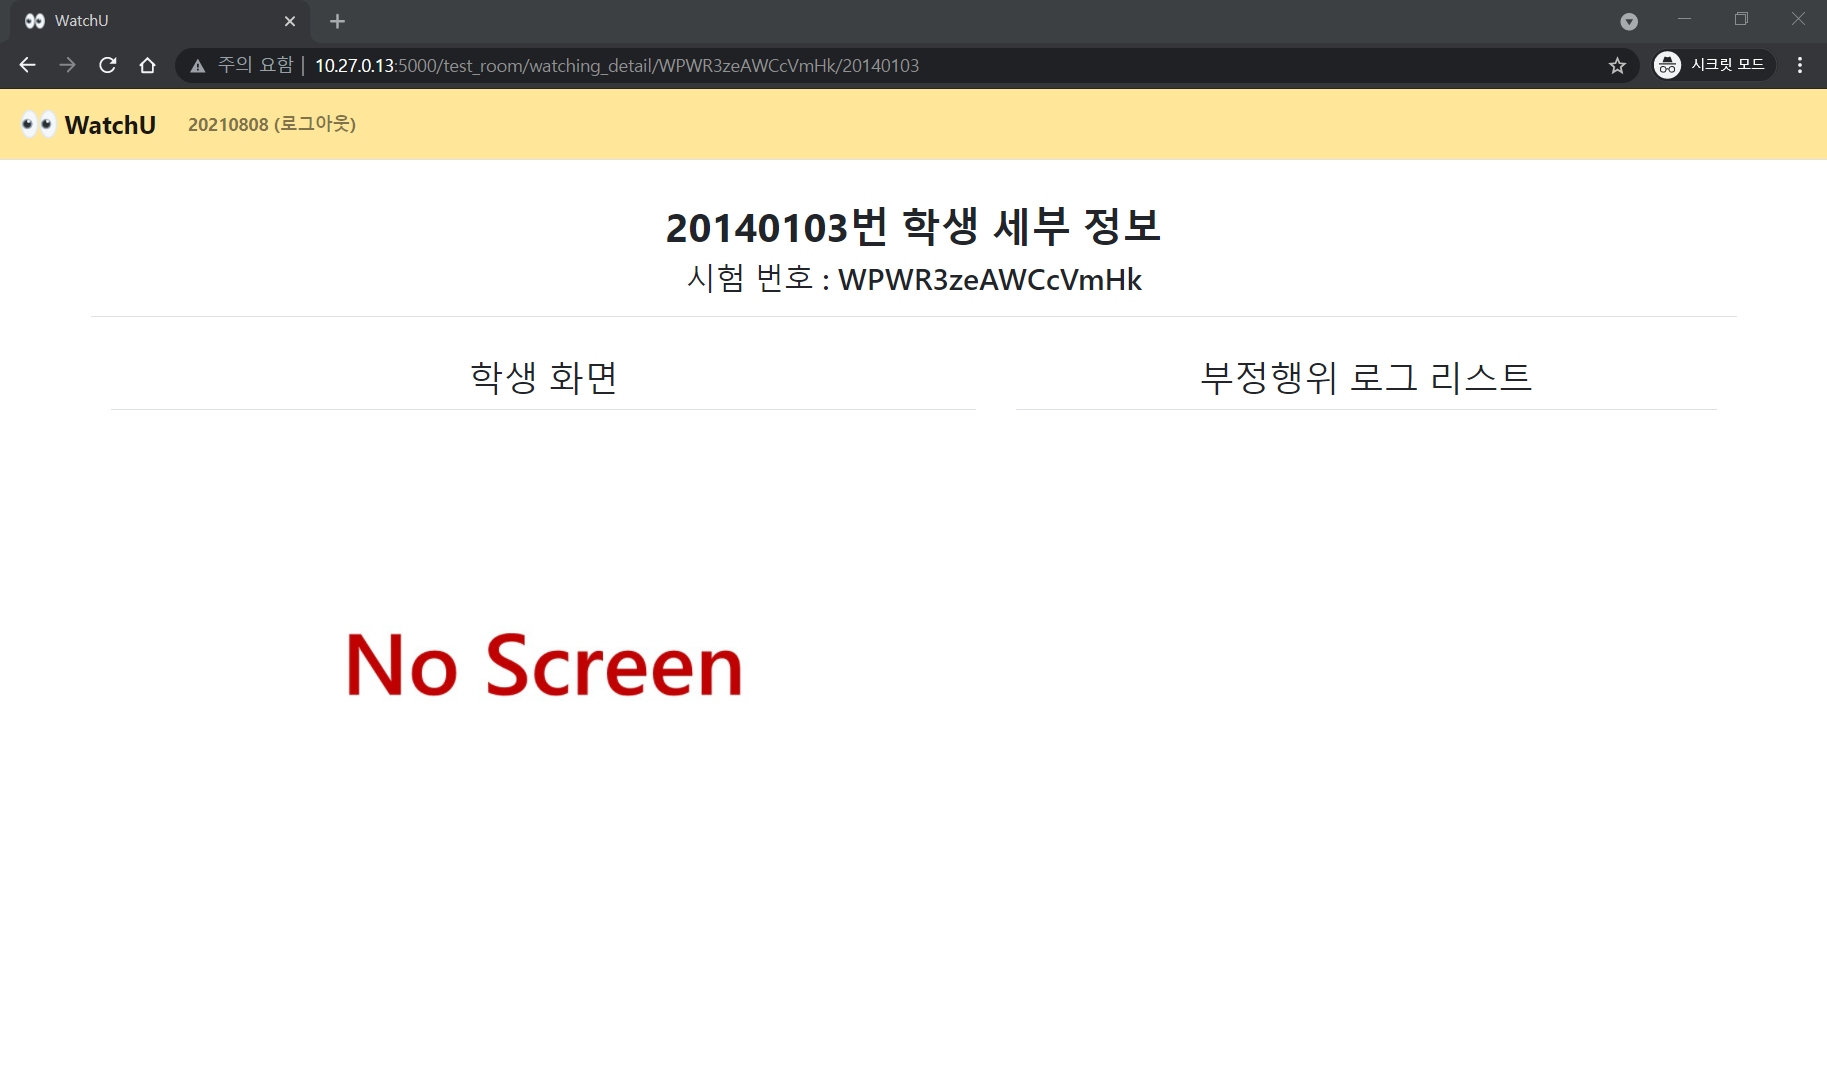 WatchU
주의 요함 | 10.27.0.13:5000/test_room/watching_detail/WPWR3zeAWCcVmHk/20140103
시크릿 모드
WatchU 20210808 (로그아웃)
20140103번 학생 세부 정보
시험 번호 : WPWR3zeAWCcVmHk
학생 화면
부정행위 로그 리스트
No Screen